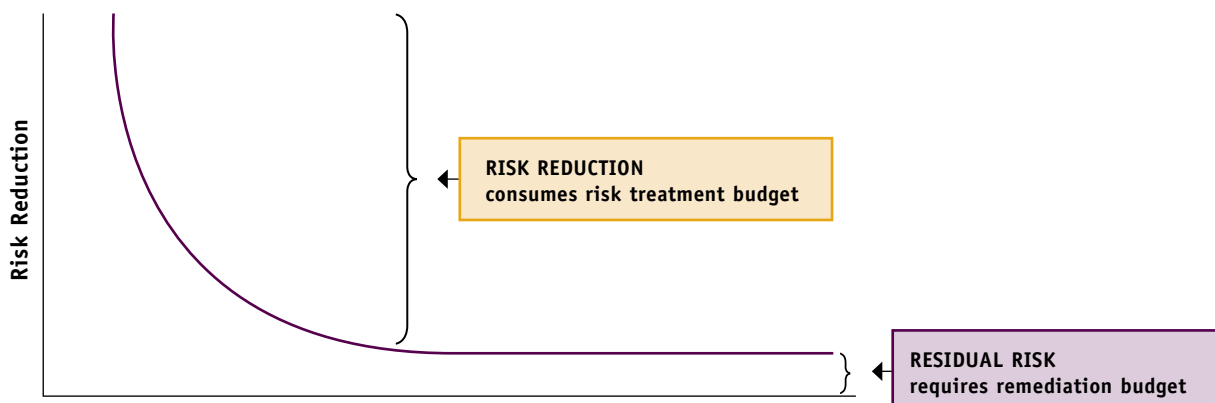 Risk Reduction
RISK REDUCTION
consumes risk treatment budget
RESIDUAL RISK
requires remediation budget